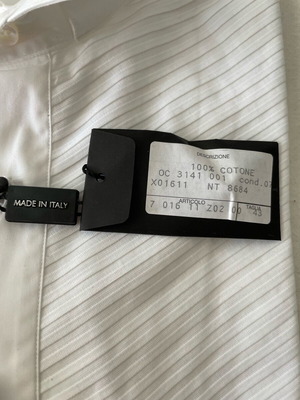 DESCRIZIONE
100% COTONE
OC 3141 001 cond.07
X01611 NT 8684
ARTICOLO TAGLIA
7 016 11 Z02 00 43
MADE IN ITALY